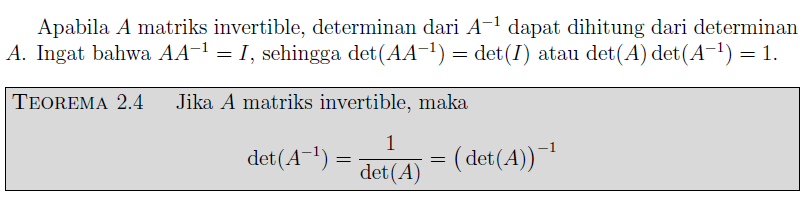 Apabila A matriks invertible, determinan dari A⁻¹ dapat dihitung dari determinan
A. Ingat bahwa AA⁻¹ = I, sehingga det(AA⁻¹) = det(I) atau det(A) det(A⁻¹) = 1.
TEOREMA 2.4 Jika A matriks invertible, maka
det(A⁻¹) = 1/det(A) = (det(A))⁻¹